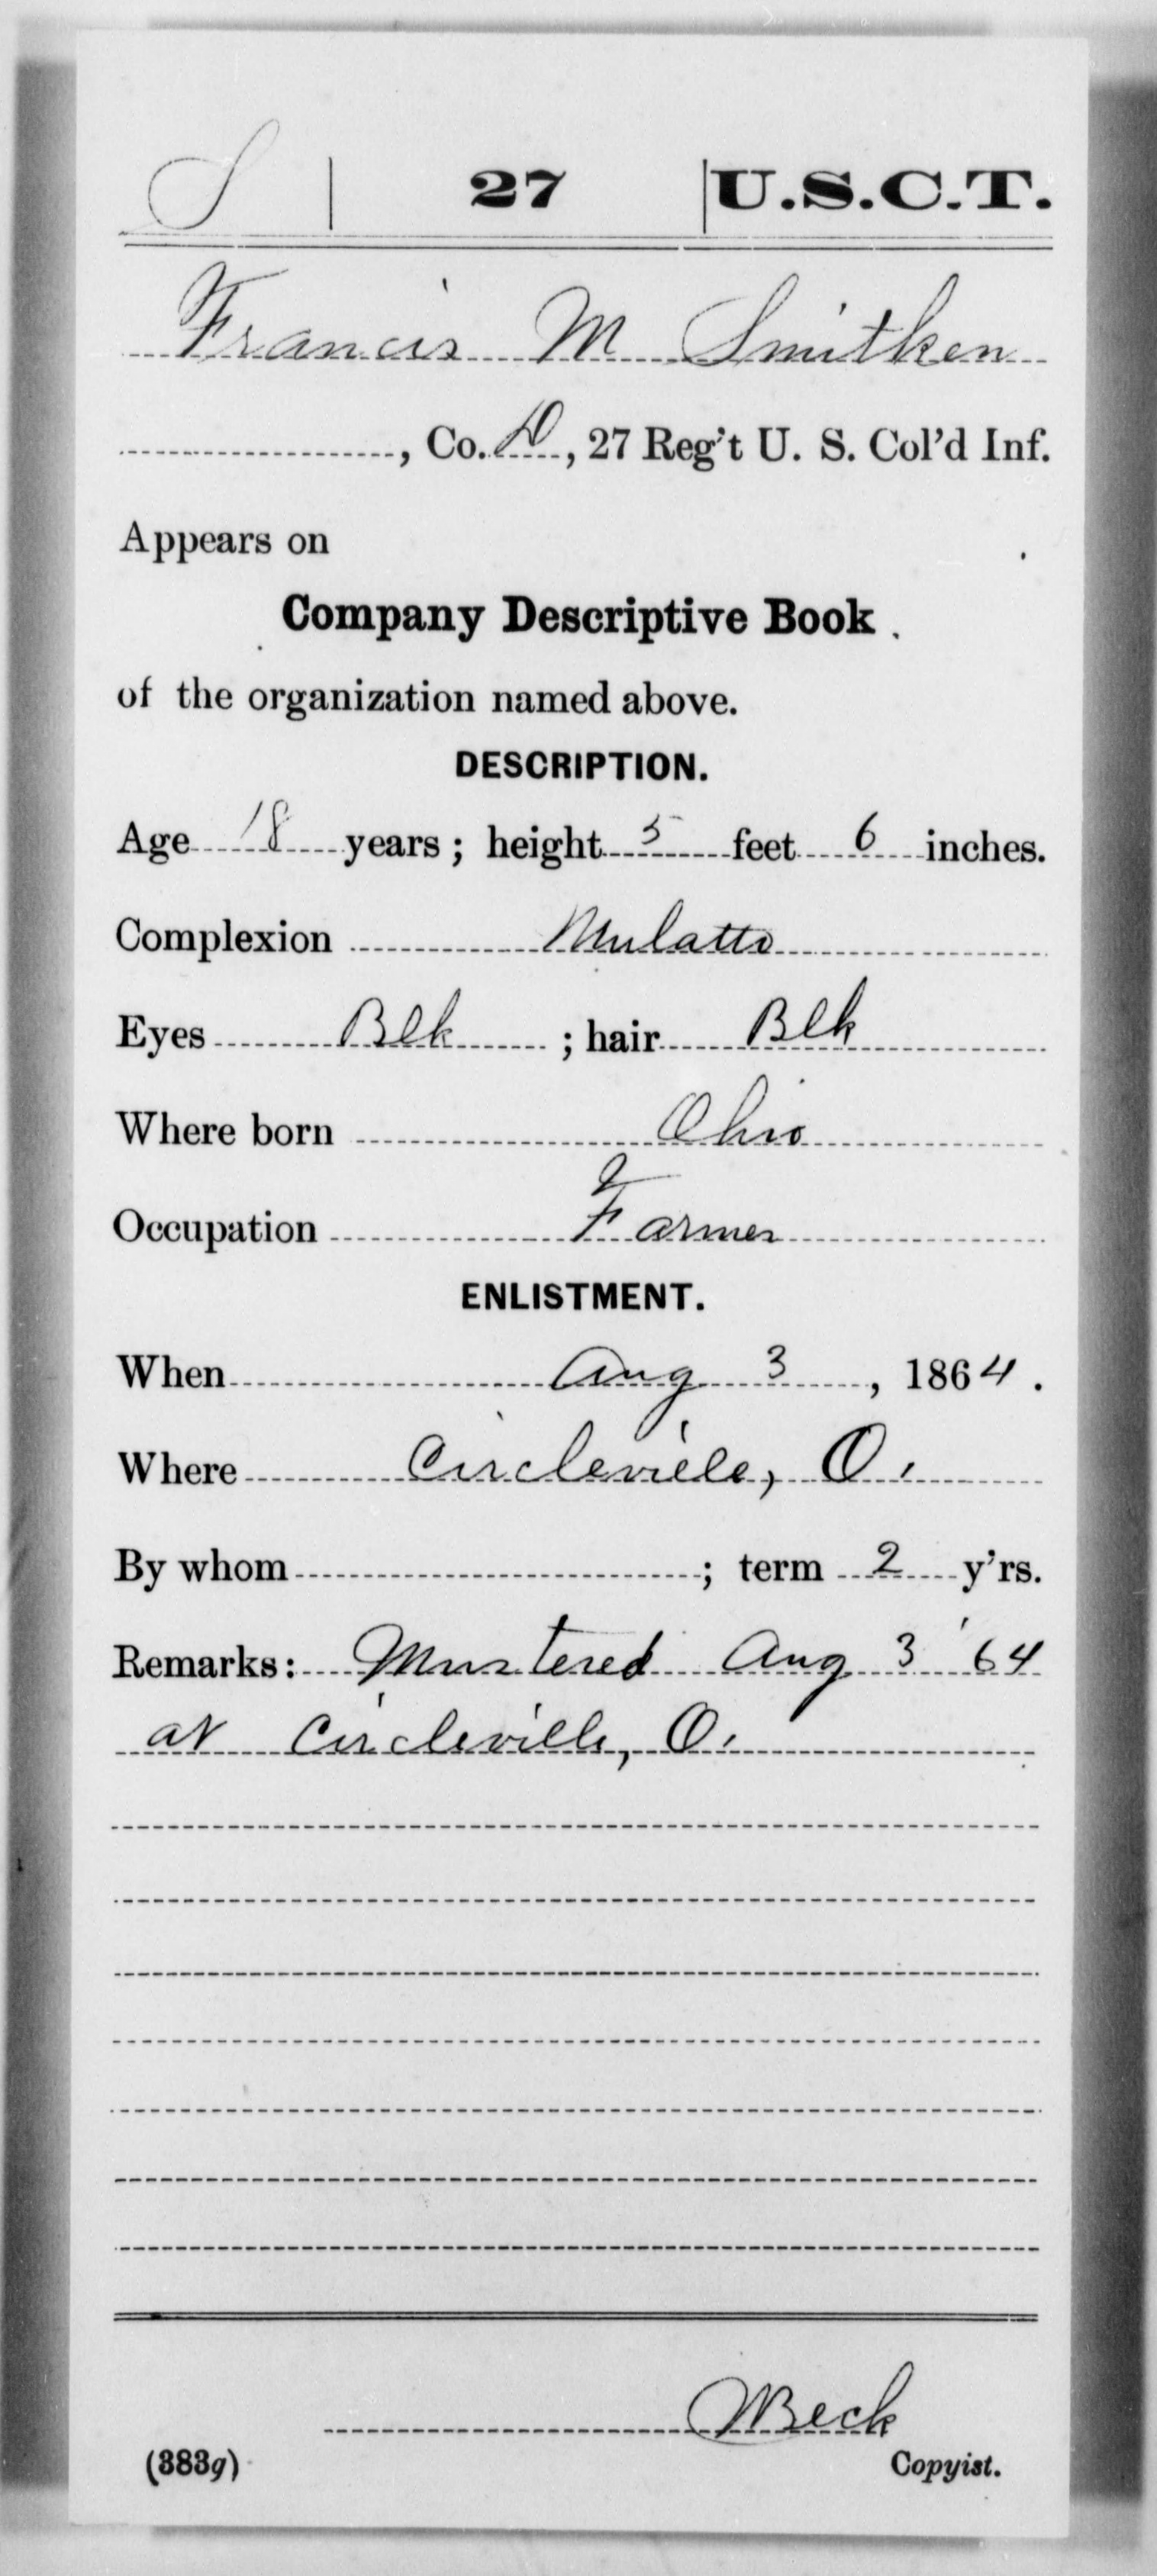 S | 27 | U.S.C.T.
Francis M Smitken
, Co. D, 27 Reg't U. S. Col'd Inf.
Appears on
Company Descriptive Book
of the organization named above.
DESCRIPTION.
Age 18 years; height 5 feet 6 inches.
Complexion Mulatto
Eyes Blk; hair Blk
Where born Ohio
Occupation Farmer
ENLISTMENT.
When Aug 3, 1864.
Where Circleville, O.
By whom ; term 2 y'rs.
Remarks: Mustered Aug 3 '64
at Circleville, O.
Beck
(383g) Copyist.